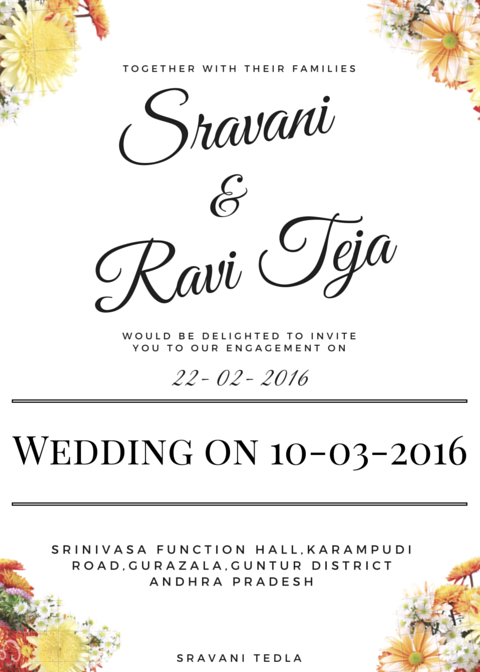 TOGETHER WITH THEIR FAMILIES
Sravani
&
Ravi Teja
WOULD BE DELIGHTED TO INVITE
YOU TO OUR ENGAGEMENT ON
22- 02- 2016
WEDDING ON 10-03-2016
SRINIVASA FUNCTION HALL,KARAMPUDI
ROAD,GURAZALA,GUNTUR DISTRICT
ANDHRA PRADESH
SRAVANI TEDLA